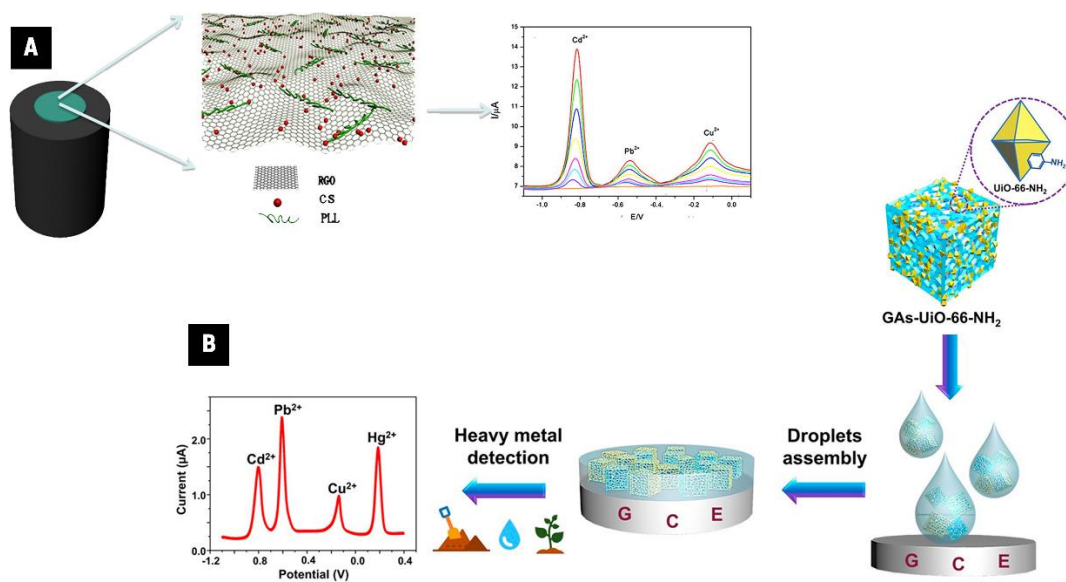 A
RGO
CS
PLL
I/μA
15
14
13
12
11
10
9
8
7
Cd²⁺
Pb²⁺
Cu²⁺
-1.0
-0.8
-0.6
-0.4
-0.2
0.0
E/V
UiO-66-NH₂
NH₂
GAs-UiO-66-NH₂
B
Current (μA)
2.0
1.0
0.0
Cd²⁺
Pb²⁺
Cu²⁺
Hg²⁺
-1.2
0.8
0.4
0.0
0.4
Potential (V)
Heavy metal
detection
G C E
Droplets
assembly
G C E